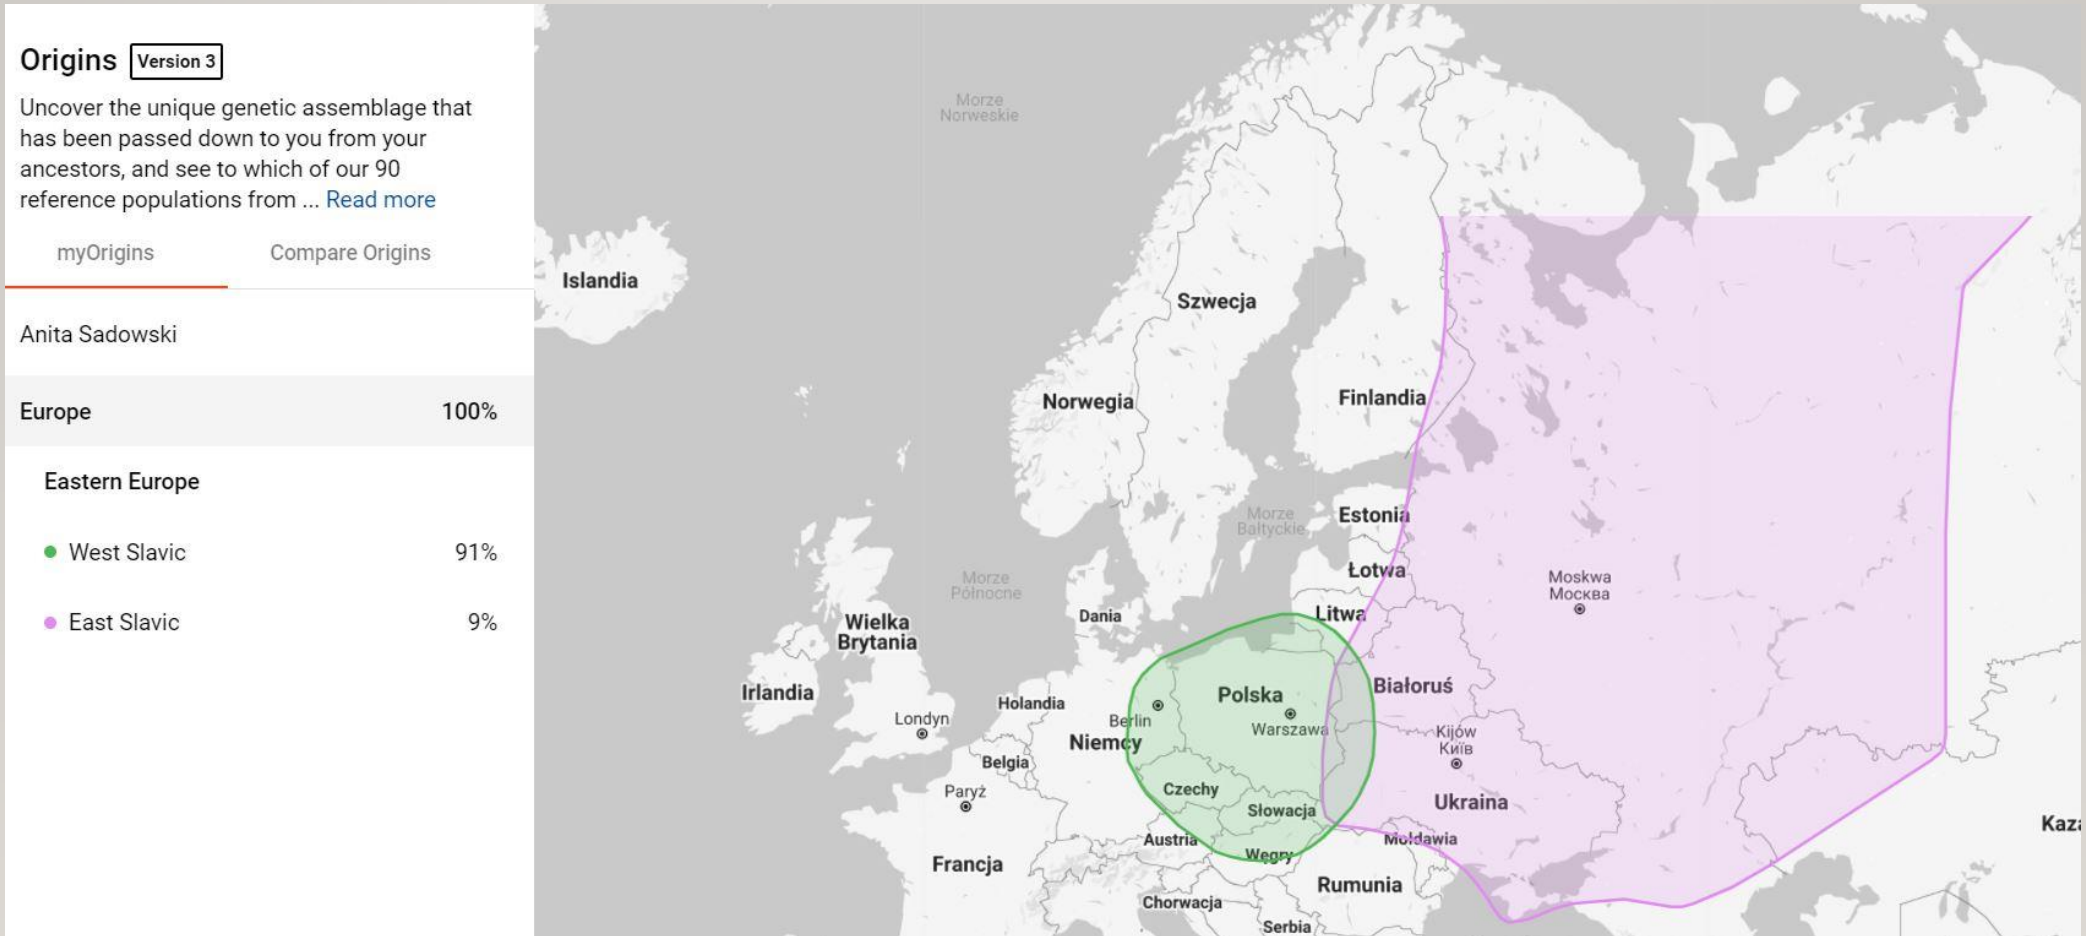 Origins Version 3
Uncover the unique genetic assemblage that
has been passed down to you from your
ancestors, and see to which of our 90
reference populations from ... Read more
myOrigins Compare Origins
Anita Sadowski
Europe 100%
Eastern Europe
West Slavic 91%
East Slavic 9%
Morze
Norweskie
Islandia
Szwecja
Norwegia
Finlandia
Morze
Bałtyckie
Estonia
Łotwa
Litwa
Moskwa
Москва
Morze
Północne
Dania
Wielka
Brytania
Irlandia
Londyn
Holandia
Berlin
Niemcy
Polska
Warszawa
Białoruś
Kijów
Київ
Belgia
Paryż
Czechy
Słowacja
Ukraina
Austria
Węgry
Mołdawia
Kaza
Francja
Rumunia
Chorwacja
Serbia